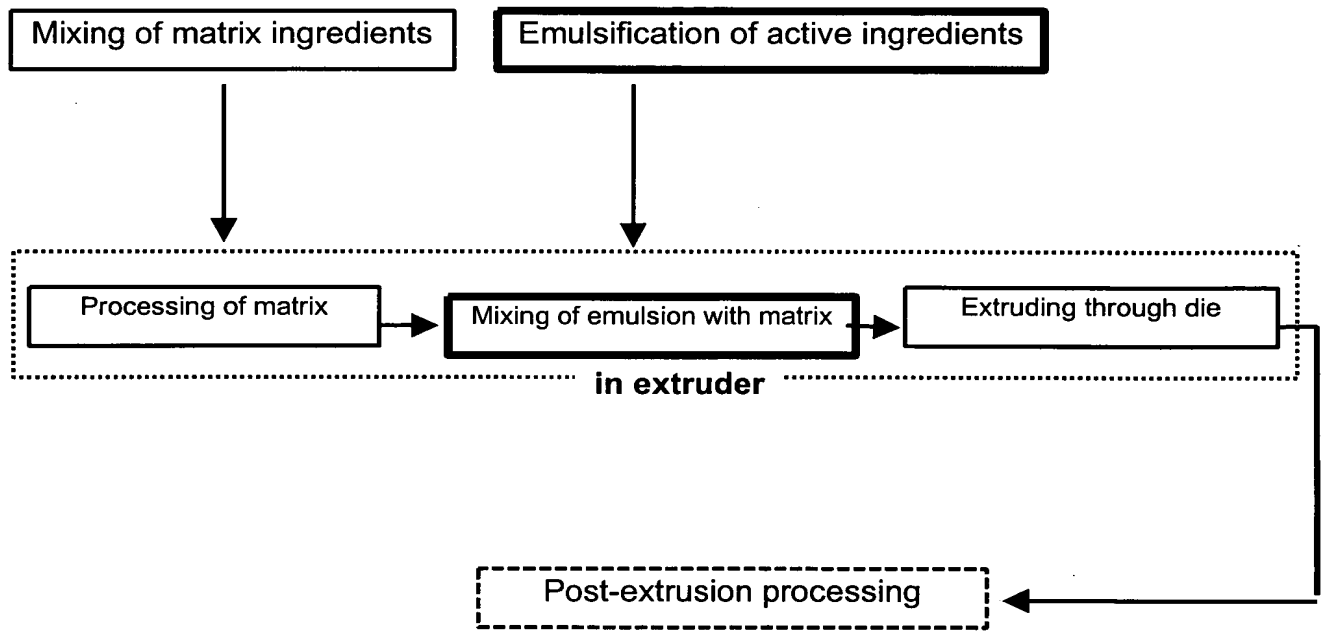 Mixing of matrix ingredients
Emulsification of active ingredients
Processing of matrix
Mixing of emulsion with matrix
Extruding through die
in extruder
Post-extrusion processing